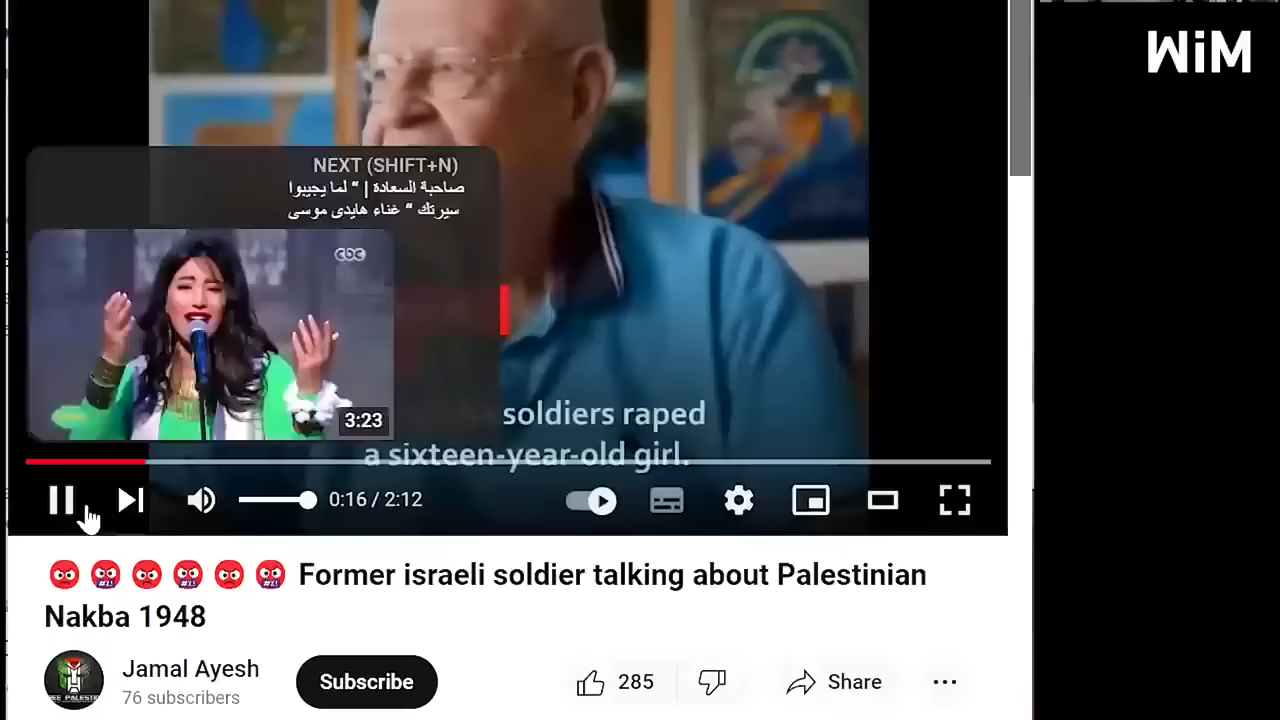 WiM
NEXT (SHIFT+N)
صاحبة السعادة | " لما يجيبوا
سيرتك " غناء هايدى موسى
cbc
3:23
soldiers raped
a sixteen-year-old girl.
0:16 / 2:12
Former israeli soldier talking about Palestinian
Nakba 1948
Jamal Ayesh
76 subscribers
Subscribe
285
Share